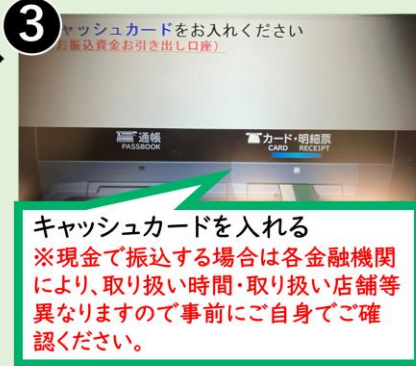 3
ャッシュカードをお入れください
お振込資金お引き出し口座）
通帳
PASSBOOK
カード・明細票
CARD RECEIPT
キャッシュカードを入れる
※現金で振込する場合は各金融機関
により、取り扱い時間・取り扱い店舗等
異なりますので事前にご自身でご確
認ください。